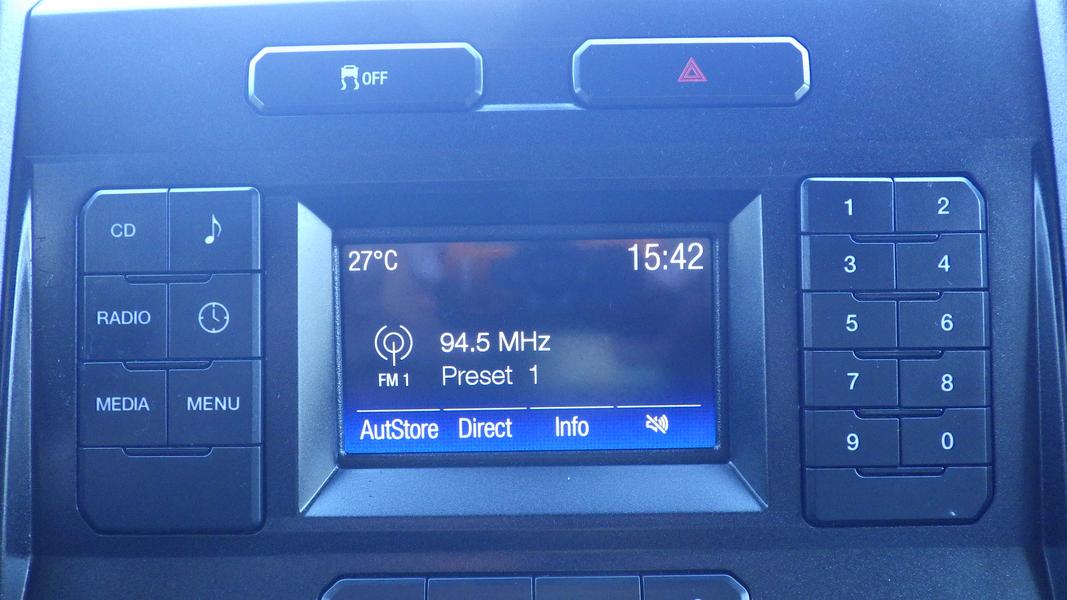 OFF
CD
RADIO
MEDIA MENU
27°C 15:42
94.5 MHz
FM 1 Preset 1
AutStore Direct Info
1 2
3 4
5 6
7 8
9 0